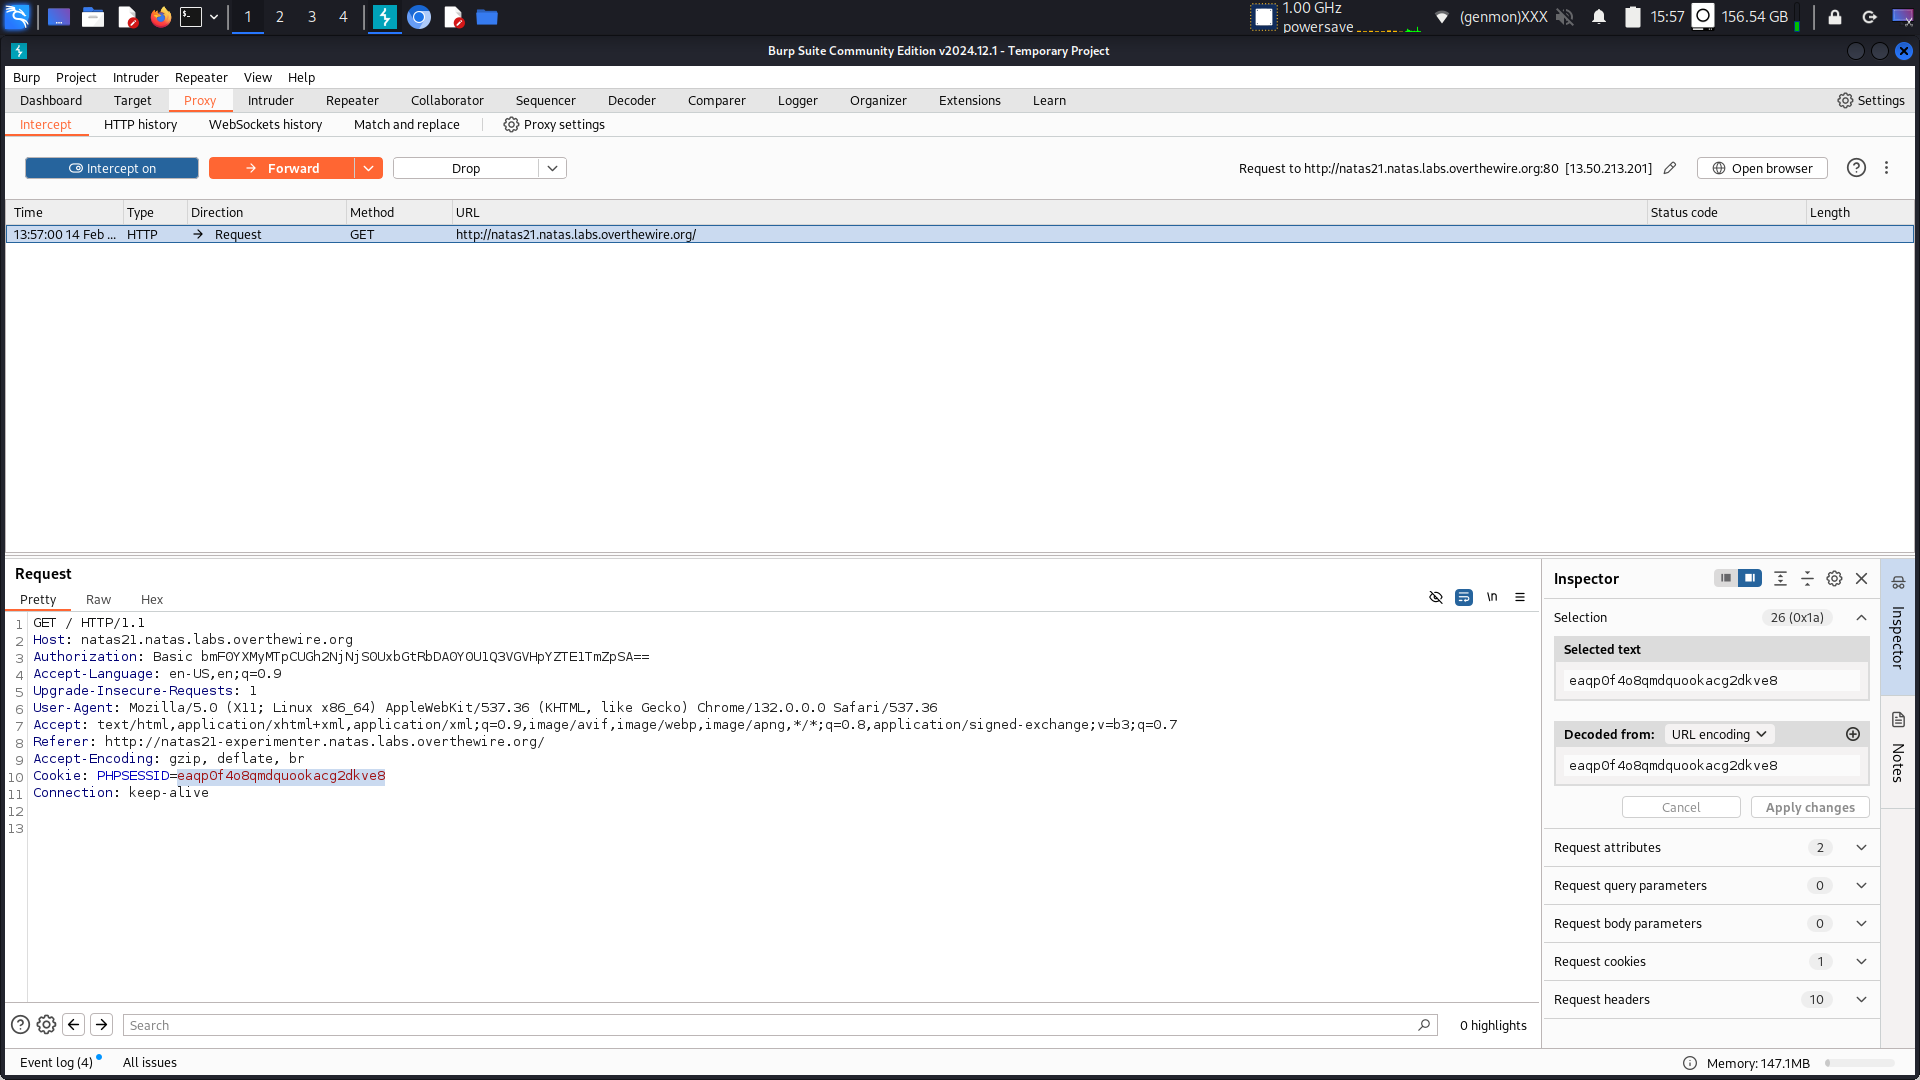 1 2 3 4
1.00 GHz
powersave
(genmon)XXX
15:57
156.54 GB
Burp Suite Community Edition v2024.12.1 - Temporary Project
Burp Project Intruder Repeater View Help
Dashboard Target Proxy Intruder Repeater Collaborator Sequencer Decoder Comparer Logger Organizer Extensions Learn Settings
Intercept HTTP history WebSockets history Match and replace Proxy settings
Intercept on Forward Drop Request to http://natas21.natas.labs.overthewire.org:80 [13.50.213.201] Open browser
Time Type Direction Method URL Status code Length
13:57:00 14 Feb ... HTTP → Request GET http://natas21.natas.labs.overthewire.org/
Request
Pretty Raw Hex
\n
1 GET / HTTP/1.1
2 Host: natas21.natas.labs.overthewire.org
3 Authorization: Basic bmF0YXMyMTpCUGh2NjNjS0UxbGtRbDA0Y0U1Q3VGVHpYZTE1TmZpSA==
4 Accept-Language: en-US,en;q=0.9
5 Upgrade-Insecure-Requests: 1
6 User-Agent: Mozilla/5.0 (X11; Linux x86_64) AppleWebKit/537.36 (KHTML, like Gecko) Chrome/132.0.0.0 Safari/537.36
7 Accept: text/html,application/xhtml+xml,application/xml;q=0.9,image/avif,image/webp,image/apng,*/*;q=0.8,application/signed-exchange;v=b3;q=0.7
8 Referer: http://natas21-experimenter.natas.labs.overthewire.org/
9 Accept-Encoding: gzip, deflate, br
10 Cookie: PHPSESSID=eaqp0f4o8qmdquookacg2dkve8
11 Connection: keep-alive
12
13
Search
0 highlights
Inspector
Selection 26 (0x1a)
Selected text
eaqp0f4o8qmdquookacg2dkve8
Decoded from: URL encoding
eaqp0f4o8qmdquookacg2dkve8
Cancel Apply changes
Request attributes 2
Request query parameters 0
Request body parameters 0
Request cookies 1
Request headers 10
Inspector
Notes
Event log (4) All issues
Memory: 147.1MB